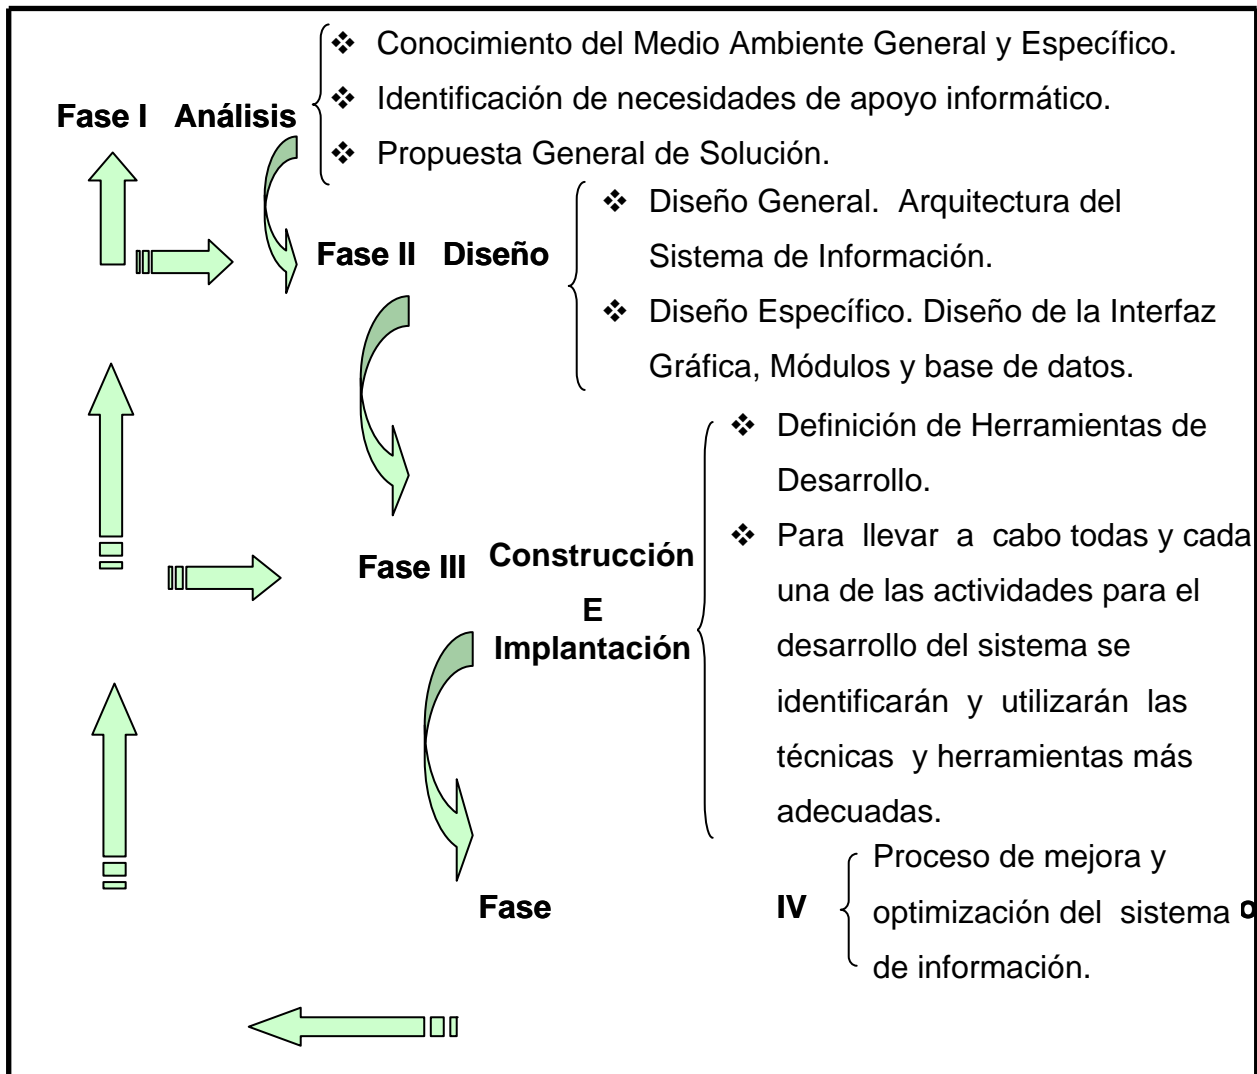 ❖ Conocimiento del Medio Ambiente General y Específico.
Fase I Análisis
❖ Identificación de necesidades de apoyo informático.
❖ Propuesta General de Solución.
Fase II Diseño
❖ Diseño General. Arquitectura del
Sistema de Información.
❖ Diseño Específico. Diseño de la Interfaz
Gráfica, Módulos y base de datos.
Fase III Construcción
E
Implantación
❖ Definición de Herramientas de
Desarrollo.
❖ Para llevar a cabo todas y cada
una de las actividades para el
desarrollo del sistema se
identificarán y utilizarán las
técnicas y herramientas más
adecuadas.
Fase IV
Proceso de mejora y
optimización del sistema
de información.